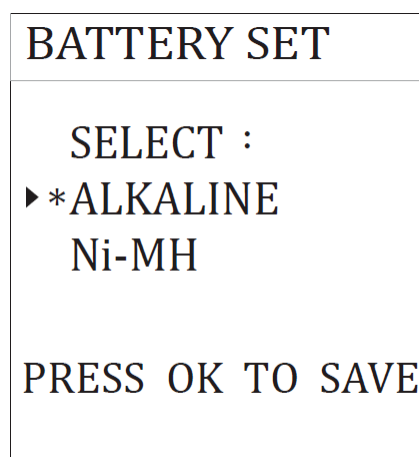 BATTERY SET
SELECT :
▶*ALKALINE
Ni-MH
PRESS OK TO SAVE